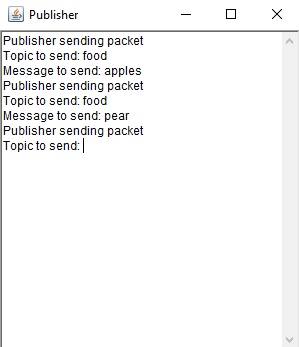 Publisher
Publisher sending packet
Topic to send: food
Message to send: apples
Publisher sending packet
Topic to send: food
Message to send: pear
Publisher sending packet
Topic to send: